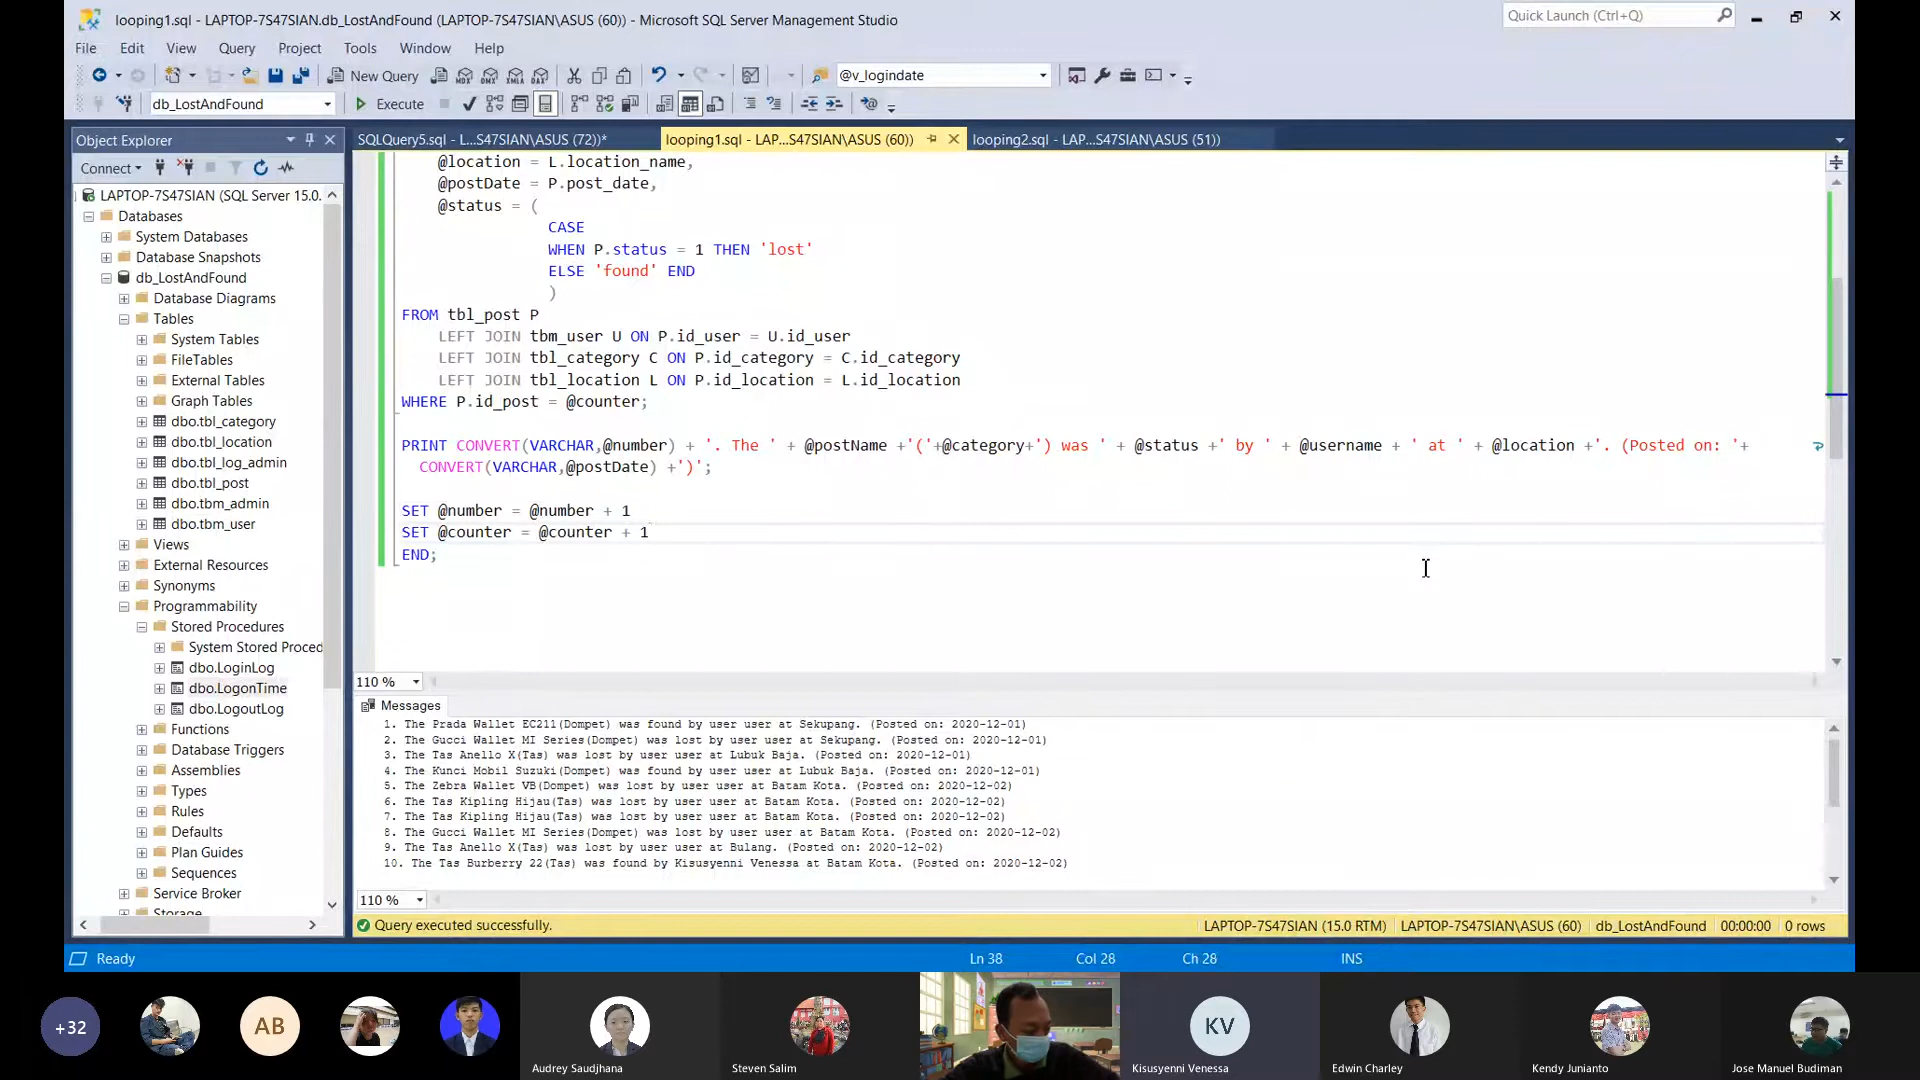 looping1.sql - LAPTOP-7S47SIAN.db_LostAndFound (LAPTOP-7S47SIAN\ASUS (60)) - Microsoft SQL Server Management Studio
Quick Launch (Ctrl+Q)
File Edit View Query Project Tools Window Help
New Query
@v_logindate
db_LostAndFound
Execute
Object Explorer
SQLQuery5.sql - L...S47SIAN\ASUS (72))*
looping1.sql - LAP...S47SIAN\ASUS (60))
looping2.sql - LAP...S47SIAN\ASUS (51))
Connect
LAPTOP-7S47SIAN (SQL Server 15.0.
Databases
System Databases
Database Snapshots
db_LostAndFound
Database Diagrams
Tables
System Tables
FileTables
External Tables
Graph Tables
dbo.tbl_category
dbo.tbl_location
dbo.tbl_log_admin
dbo.tbl_post
dbo.tbm_admin
dbo.tbm_user
Views
External Resources
Synonyms
Programmability
Stored Procedures
System Stored Proced
dbo.LoginLog
dbo.LogonTime
dbo.LogoutLog
Functions
Database Triggers
Assemblies
Types
Rules
Defaults
Plan Guides
Sequences
Service Broker
Storage
@location = L.location_name,
@postDate = P.post_date,
@status = (
CASE
WHEN P.status = 1 THEN 'lost'
ELSE 'found' END
)
FROM tbl_post P
LEFT JOIN tbm_user U ON P.id_user = U.id_user
LEFT JOIN tbl_category C ON P.id_category = C.id_category
LEFT JOIN tbl_location L ON P.id_location = L.id_location
WHERE P.id_post = @counter;
PRINT CONVERT(VARCHAR,@number) + '. The ' + @postName +'('+@category+') was ' + @status +' by ' + @username + ' at ' + @location +'. (Posted on: '+
CONVERT(VARCHAR,@postDate) +')';
SET @number = @number + 1
SET @counter = @counter + 1
END;
110 %
Messages
1. The Prada Wallet EC211(Dompet) was found by user user at Sekupang. (Posted on: 2020-12-01)
2. The Gucci Wallet MI Series(Dompet) was lost by user user at Sekupang. (Posted on: 2020-12-01)
3. The Tas Anello X(Tas) was lost by user user at Lubuk Baja. (Posted on: 2020-12-01)
4. The Kunci Mobil Suzuki(Dompet) was found by user user at Lubuk Baja. (Posted on: 2020-12-01)
5. The Zebra Wallet VB(Dompet) was lost by user user at Batam Kota. (Posted on: 2020-12-02)
6. The Tas Kipling Hijau(Tas) was lost by user user at Batam Kota. (Posted on: 2020-12-02)
7. The Tas Kipling Hijau(Tas) was lost by user user at Batam Kota. (Posted on: 2020-12-02)
8. The Gucci Wallet MI Series(Dompet) was lost by user user at Batam Kota. (Posted on: 2020-12-02)
9. The Tas Anello X(Tas) was lost by user user at Bulang. (Posted on: 2020-12-02)
10. The Tas Burberry 22(Tas) was found by Kisusyenni Venessa at Batam Kota. (Posted on: 2020-12-02)
110 %
Query executed successfully.
LAPTOP-7S47SIAN (15.0 RTM)
LAPTOP-7S47SIAN\ASUS (60)
db_LostAndFound
00:00:00
0 rows
Ready
Ln 38
Col 28
Ch 28
INS
+32
AB
KV
Audrey Saudjhana
Steven Salim
Kisusyenni Venessa
Edwin Charley
Kendy Junianto
Jose Manuel Budiman